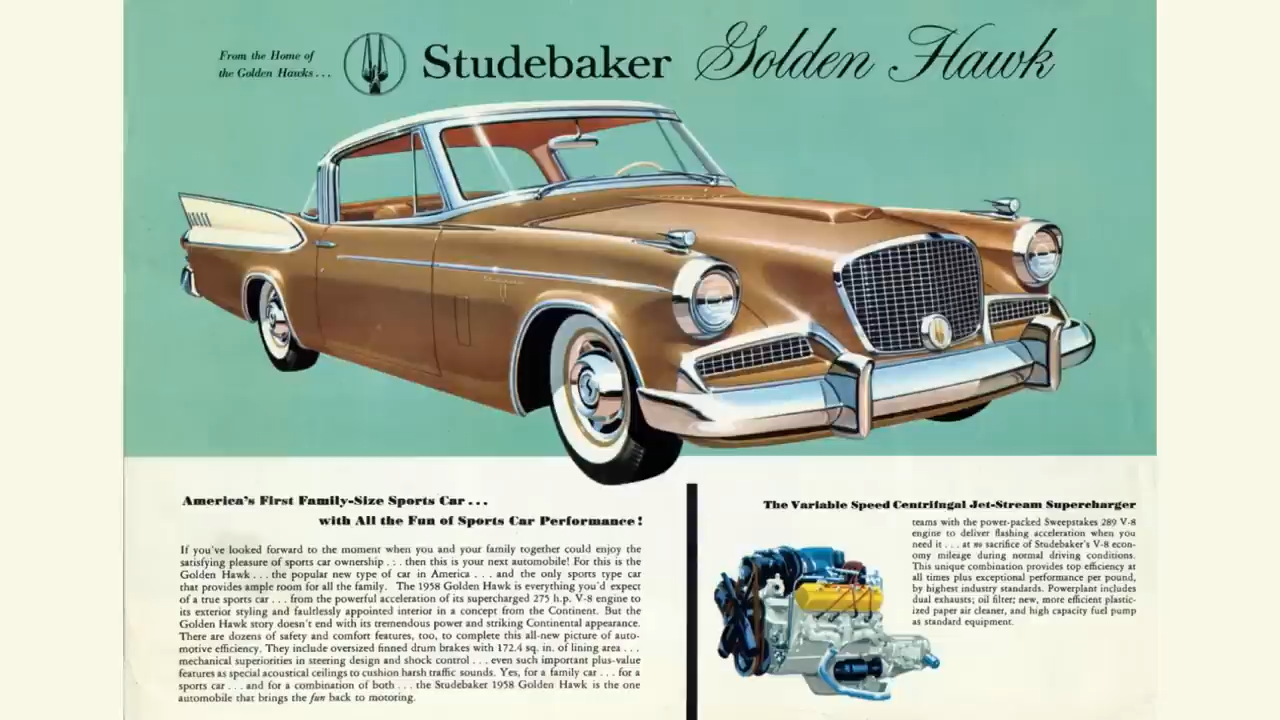 From the Home of
the Golden Hawks...
Studebaker Golden Hawk
America's First Family-Size Sports Car...
with All the Fun of Sports Car Performance!
If you've looked forward to the moment when you and your family together could enjoy the
satisfying pleasure of sports car ownership . . . then this is your next automobile! For this is the
Golden Hawk . . . the popular new type of car in America . . . and the only sports type car
that provides ample room for all the family. The 1958 Golden Hawk is everything you'd expect
of a true sports car . . . from the powerful acceleration of its supercharged 275 h.p. V-8 engine to
its exterior styling and faultlessly appointed interior in a concept from the Continent. But the
Golden Hawk story doesn't end with its tremendous power and striking Continental appearance.
There are dozens of safety and comfort features, too, to complete this all-new picture of auto-
motive efficiency. They include oversized finned drum brakes with 172.4 sq. in. of lining area . . .
mechanical superiorities in steering design and shock control . . . even such important plus-value
features as special acoustical ceilings to cushion harsh traffic sounds. Yes, for a family car . . . for a
sports car . . . and for a combination of both . . . the Studebaker 1958 Golden Hawk is the one
automobile that brings the fun back to motoring.
The Variable Speed Centrifugal Jet-Stream Supercharger
teams with the power-packed Sweepstakes 289 V-8
engine to deliver flashing acceleration when you
need it . . . at no sacrifice of Studebaker's V-8 econ-
omy mileage during normal driving conditions.
This unique combination provides top efficiency at
all times plus exceptional performance per pound,
by highest industry standards. Powerplant includes
dual exhausts; oil filter; new, more efficient plastic-
ized paper air cleaner, and high capacity fuel pump
as standard equipment.